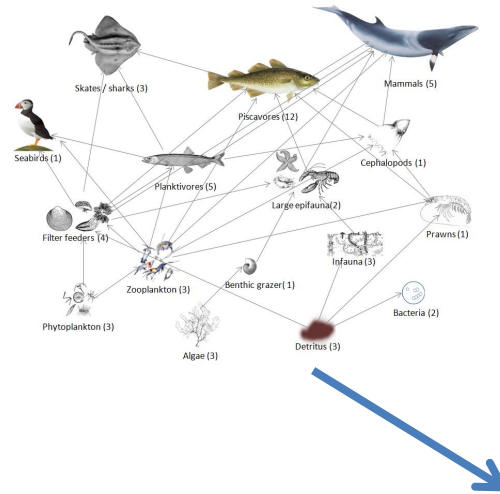 Skates / sharks (3)
Mammals (5)
Piscavores (12)
Seabirds (1)
Planktivores (5)
Cephalopods (1)
Large epifauna(2)
Filter feeders (4)
Prawns (1)
Infauna (3)
Zooplankton (3)
Benthic grazer( 1)
Phytoplankton (3)
Bacteria (2)
Algae (3)
Detritus (3)